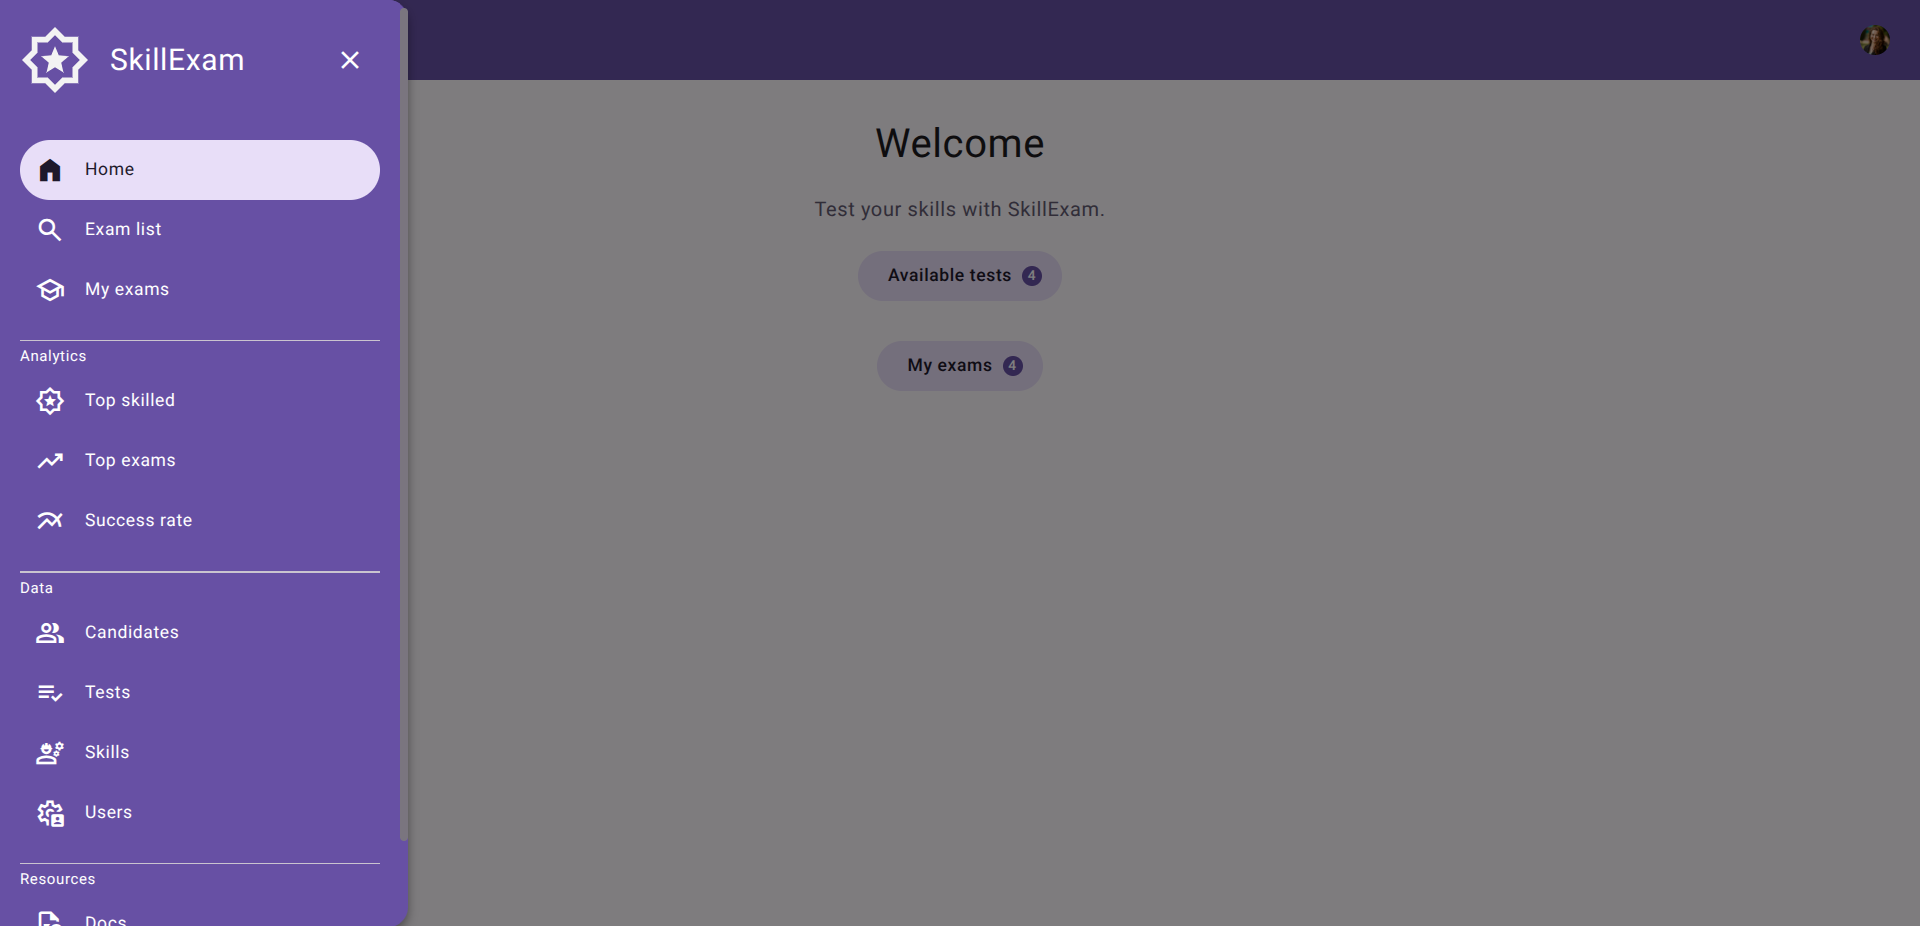 SkillExam
Home
Exam list
My exams
Analytics
Top skilled
Top exams
Success rate
Data
Candidates
Tests
Skills
Users
Resources
Docs
Welcome
Test your skills with SkillExam.
Available tests 4
My exams 4